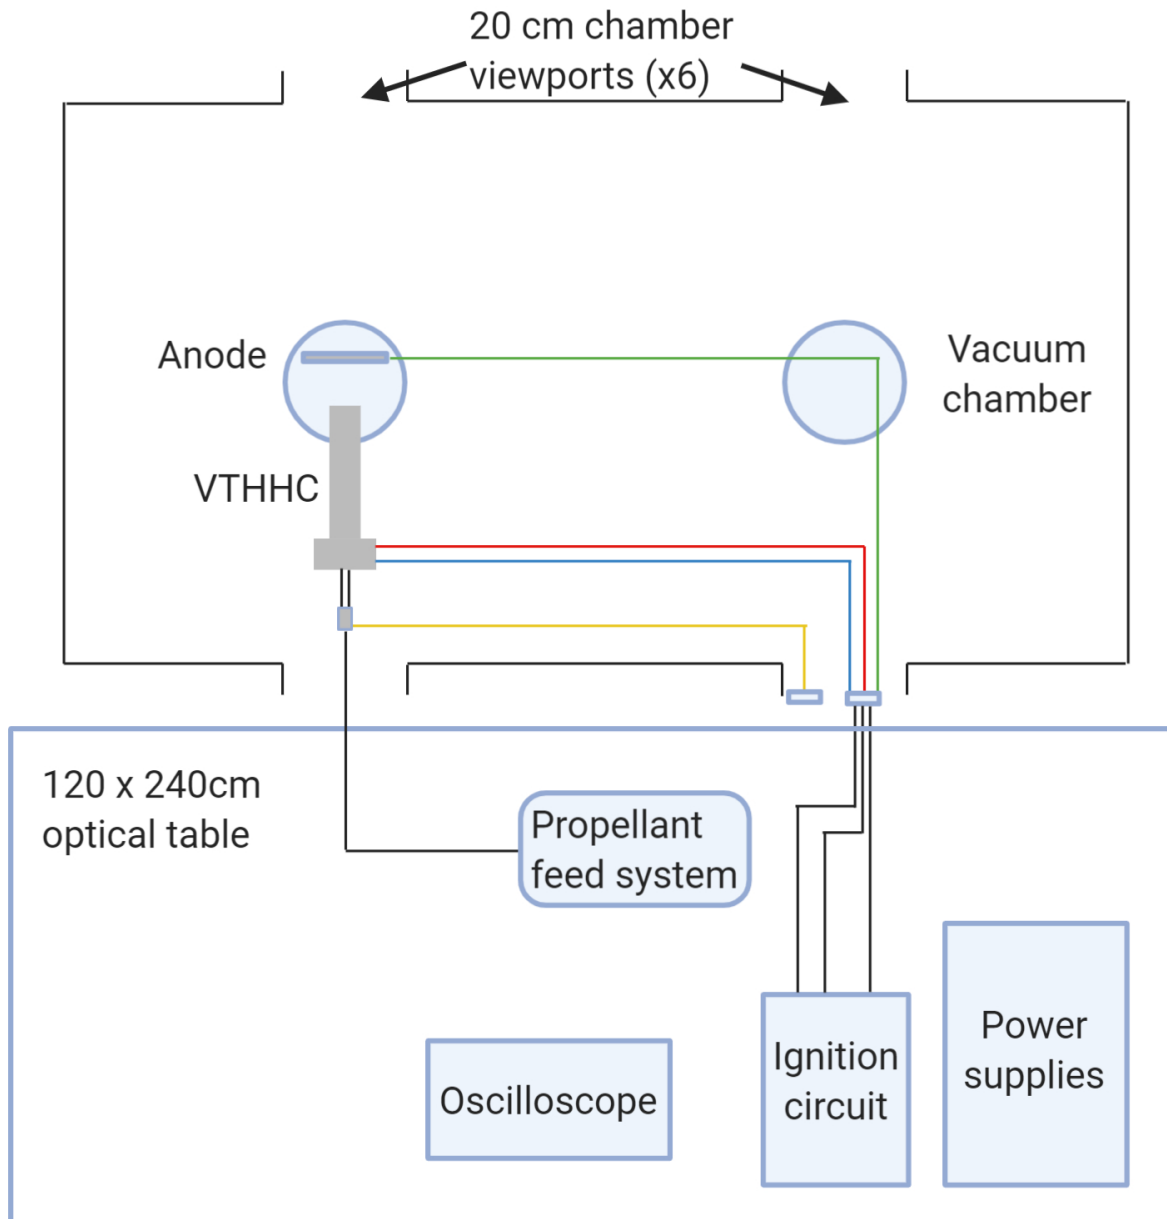 20 cm chamber
viewports (x6)
Anode
Vacuum
chamber
VTHHC
120 x 240cm
optical table
Propellant
feed system
Oscilloscope
Ignition
circuit
Power
supplies